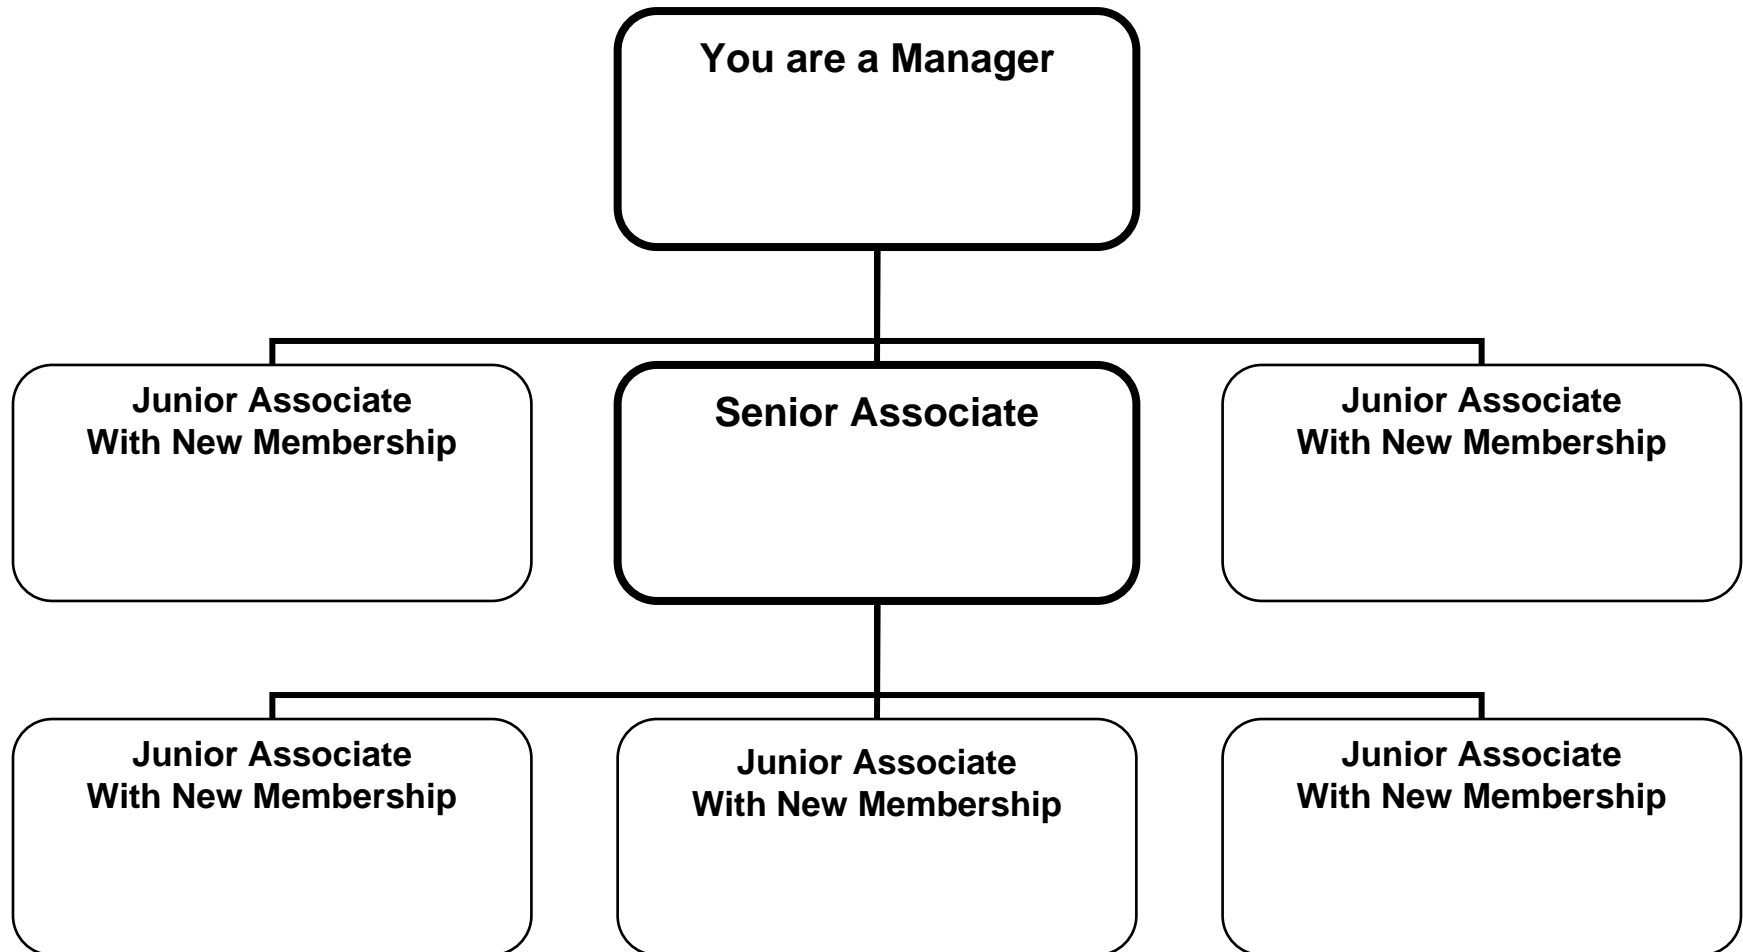 You are a Manager
Junior Associate
With New Membership
Senior Associate
Junior Associate
With New Membership
Junior Associate
With New Membership
Junior Associate
With New Membership
Junior Associate
With New Membership